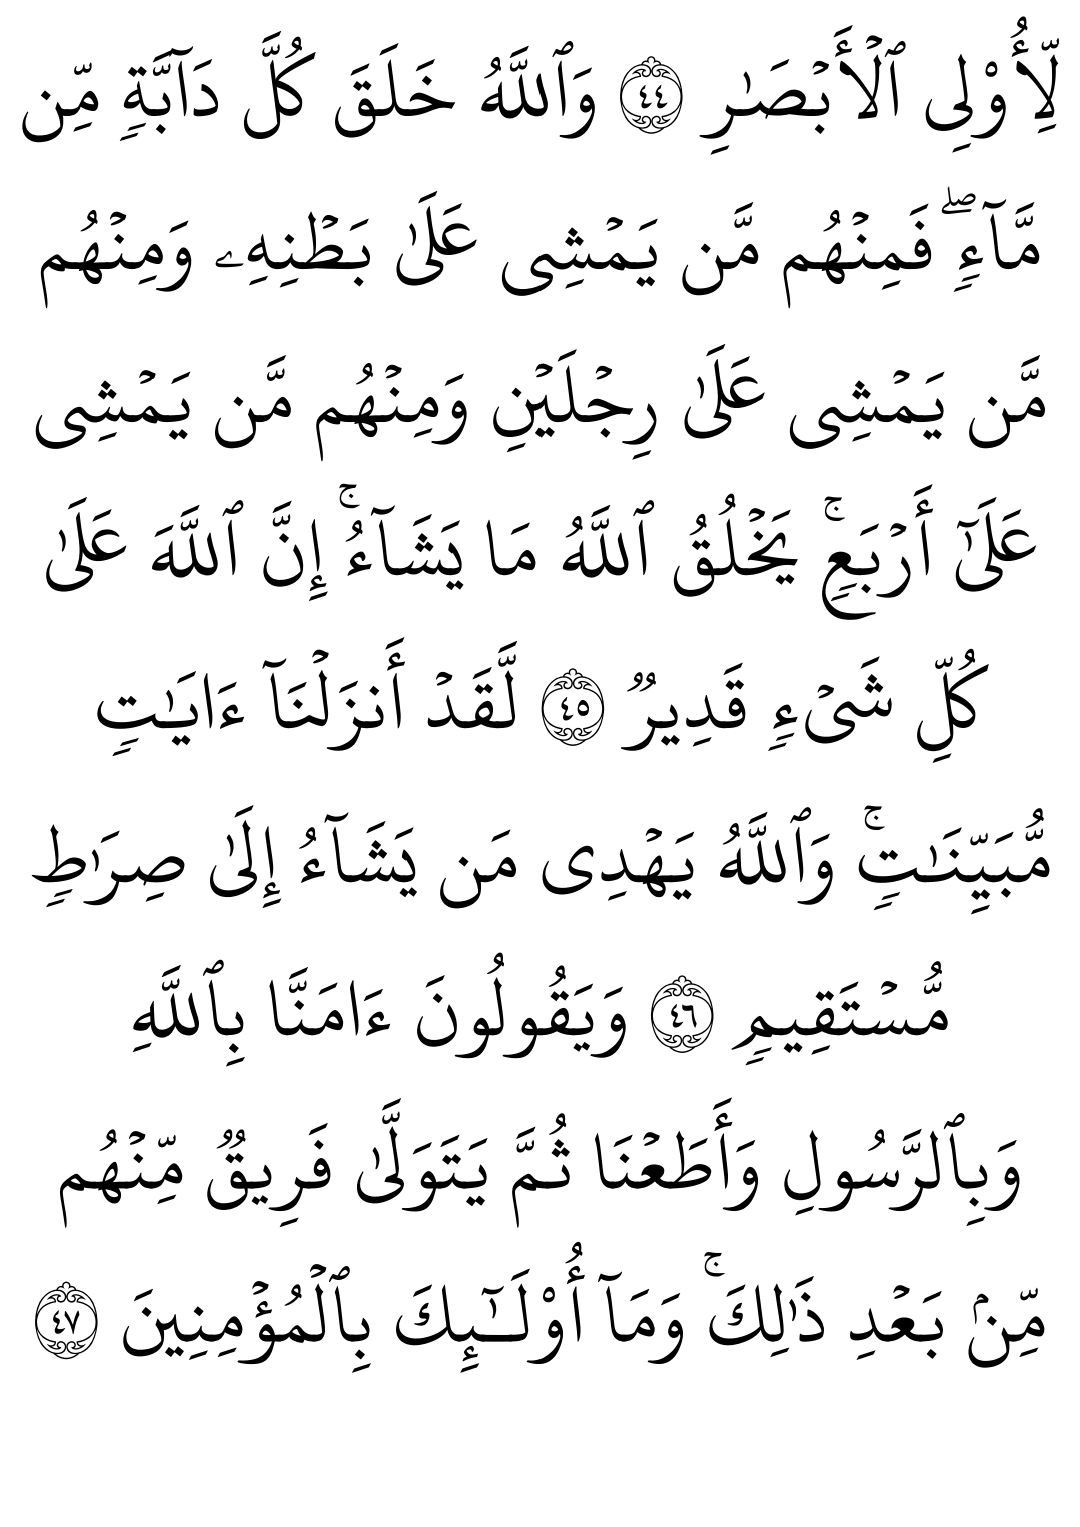 لِّأُو۟لِى ٱلْأَبْصَـٰرِ ٤٤ وَٱللَّهُ خَلَقَ كُلَّ دَآبَّةٍ مِّن
مَّآءٍ ۖ فَمِنْهُم مَّن يَمْشِى عَلَىٰ بَطْنِهِۦ وَمِنْهُم
مَّن يَمْشِى عَلَىٰ رِجْلَيْنِ وَمِنْهُم مَّن يَمْشِى
عَلَىٰٓ أَرْبَعٍ ۚ يَخْلُقُ ٱللَّهُ مَا يَشَآءُ ۚ إِنَّ ٱللَّهَ عَلَىٰ
كُلِّ شَىْءٍ قَدِيرٌ ٤٥ لَّقَدْ أَنزَلْنَآ ءَايَـٰتٍ
مُّبَيِّنَـٰتٍ ۚ وَٱللَّهُ يَهْدِى مَن يَشَآءُ إِلَىٰ صِرَٰطٍ
مُّسْتَقِيمٍ ٤٦ وَيَقُولُونَ ءَامَنَّا بِٱللَّهِ
وَبِٱلرَّسُولِ وَأَطَعْنَا ثُمَّ يَتَوَلَّىٰ فَرِيقٌ مِّنْهُم
مِّنۢ بَعْدِ ذَٰلِكَ ۚ وَمَآ أُو۟لَـٰٓئِكَ بِٱلْمُؤْمِنِينَ ٤٧